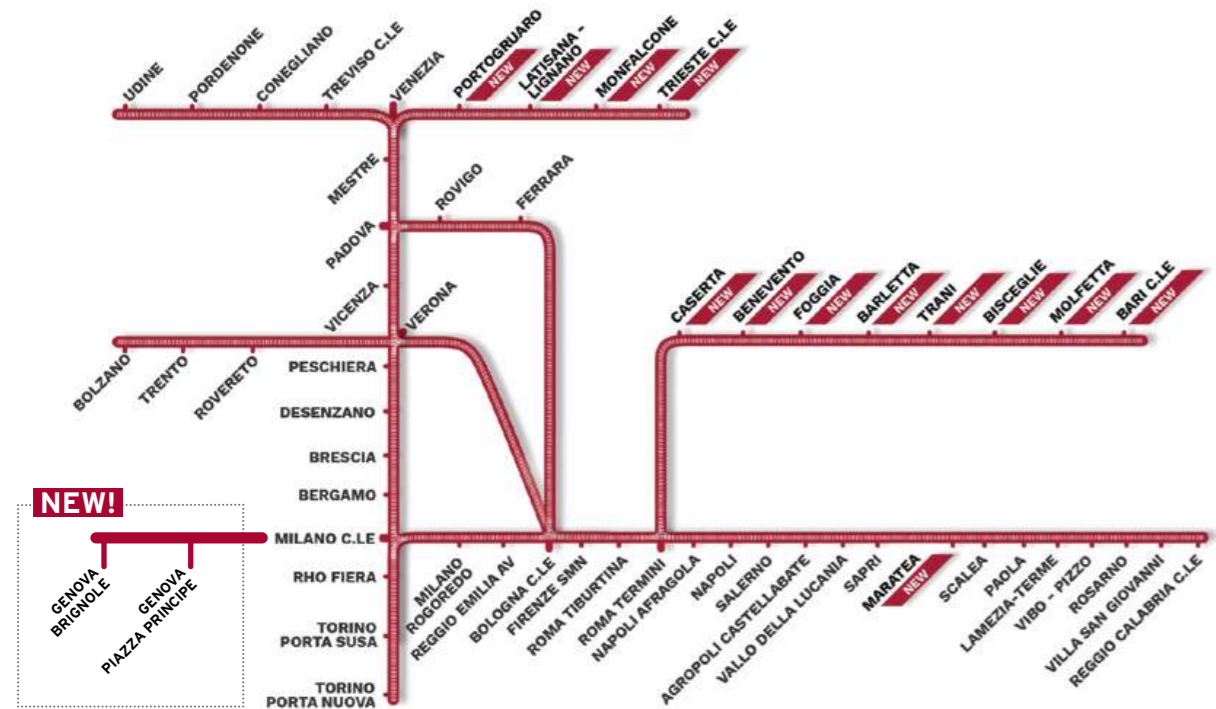 UDINE
PORDENONE
CONEGLIANO
TREVISO C.LE
VENEZIA
PORTOGRUARO
NEW
LATISANA -
LIGNANO
NEW
MONFALCONE
NEW
TRIESTE C.LE
NEW
MESTRE
ROVIGO
FERRARA
PADOVA
VICENZA
VERONA
CASERTA
NEW
BENEVENTO
NEW
FOGGIA
NEW
BARLETTA
NEW
TRANI
NEW
BISCEGLIE
NEW
MOLFETTA
NEW
BARI C.LE
NEW
BOLZANO
TRENTO
ROVERETO
PESCHIERA
DESENZANO
BRESCIA
BERGAMO
NEW!
GENOVA
BRIGNOLE
GENOVA
PIAZZA PRINCIPE
MILANO C.LE
RHO FIERA
TORINO
PORTA SUSA
TORINO
PORTA NUOVA
MILANO
ROGOREDO
REGGIO EMILIA AV
BOLOGNA C.LE
FIRENZE SMN
ROMA TIBURTINA
ROMA TERMINI
NAPOLI AFRAGOLA
NAPOLI
SALERNO
AGROPOLI CASTELLABATE
VALLO DELLA LUCANIA
SAPRI
MARATEA
NEW
SCALEA
PAOLA
LAMEZIA-TERME
VIBO - PIZZO
ROSARNO
VILLA SAN GIOVANNI
REGGIO CALABRIA C.LE